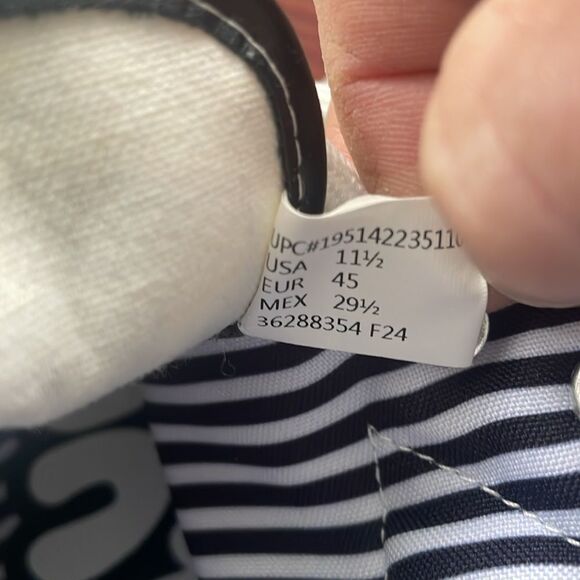 UPC#19514223511
USA 11½
EUR 45
MEX 29½
36288354 F24